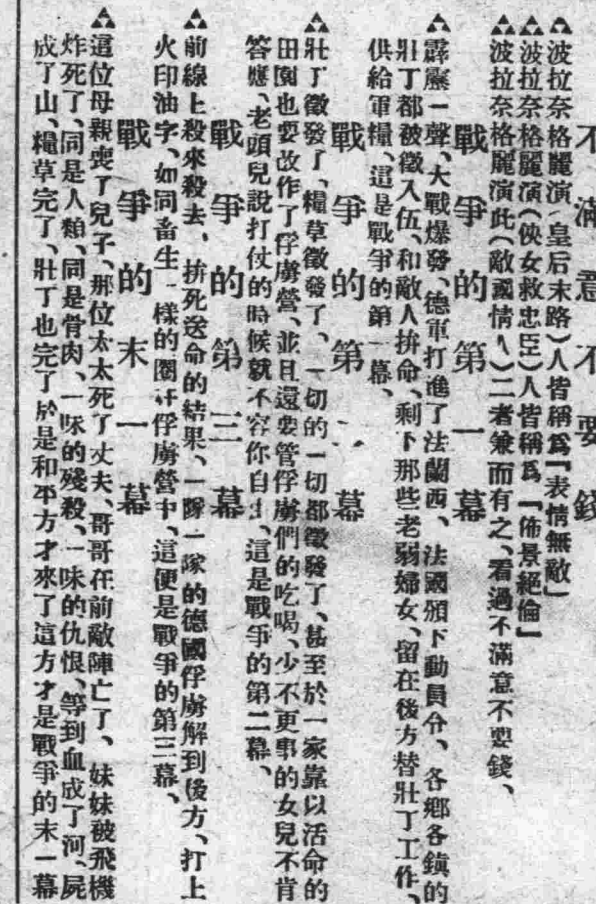 不滿意不要錢
波拉奈格麗演(皇后末路)人皆稱爲「表情無敵」
波拉奈格麗演(俠女救忠臣)人皆稱爲「佈景絕倫」
波拉奈格麗演此(敵國情人)二者兼而有之、看過不滿意不要錢、
戰爭的第一幕
霹靂一聲、大戰爆發、德軍打進了法蘭西、法國頒下動員令、各鄉各鎮的
壯丁都被徵入伍、和敵人拚命、剩下那些老弱婦女、留在後方替壯丁工作、
供給軍糧、這是戰爭的第一幕、
戰爭的第二幕
壯丁徵發了、糧草徵發了、一切的一切都徵發了、甚至於一家靠以活命的
田園也要改作了俘虜營、並且還要管俘虜們的吃喝、少不更事的女兒不肯
答應、老頭兒說打仗的時候就不容你自主、這是戰爭的第二幕、
戰爭的第三幕
前線上殺來殺去、拚死送命的結果、一隊一隊的德國俘虜解到後方、打上
火印油字、如同畜生一樣的圈在俘虜營中、這便是戰爭的第三幕、
戰爭的末一幕
這位母親喪了兒子、那位太太死了丈夫、哥哥在前敵陣亡了、妹妹被飛機
炸死了、同是人類、同是骨肉、一味的殘殺、一味的仇恨、等到血成了河、屍
成了山、糧草完了、壯丁也完了於是和平方才來了這方才是戰爭的末一幕